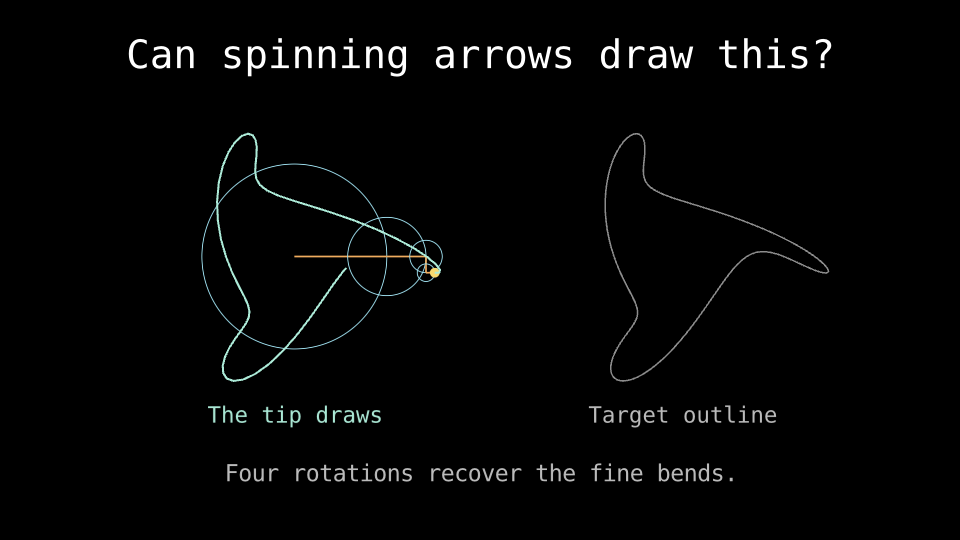 Can spinning arrows draw this?
The tip draws
Target outline
Four rotations recover the fine bends.